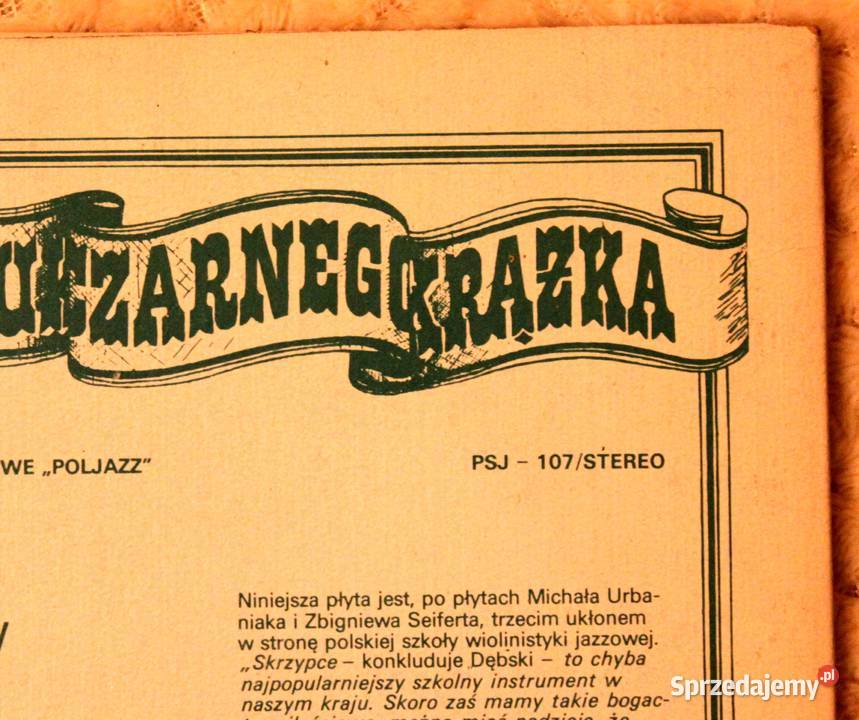 CZARNEGO KRĄŻKA
WE „POLJAZZ”
PSJ – 107/STEREO
Niniejsza płyta jest, po płytach Michała Urba-
niaka i Zbigniewa Seiferta, trzecim ukłonem
w stronę polskiej szkoły wiolinistyki jazzowej.
„Skrzypce – konkluduje Dębski – to chyba
najpopularniejszy szkolny instrument w
naszym kraju. Skoro zaś mamy takie bogac-
Sprzedajemy.pl